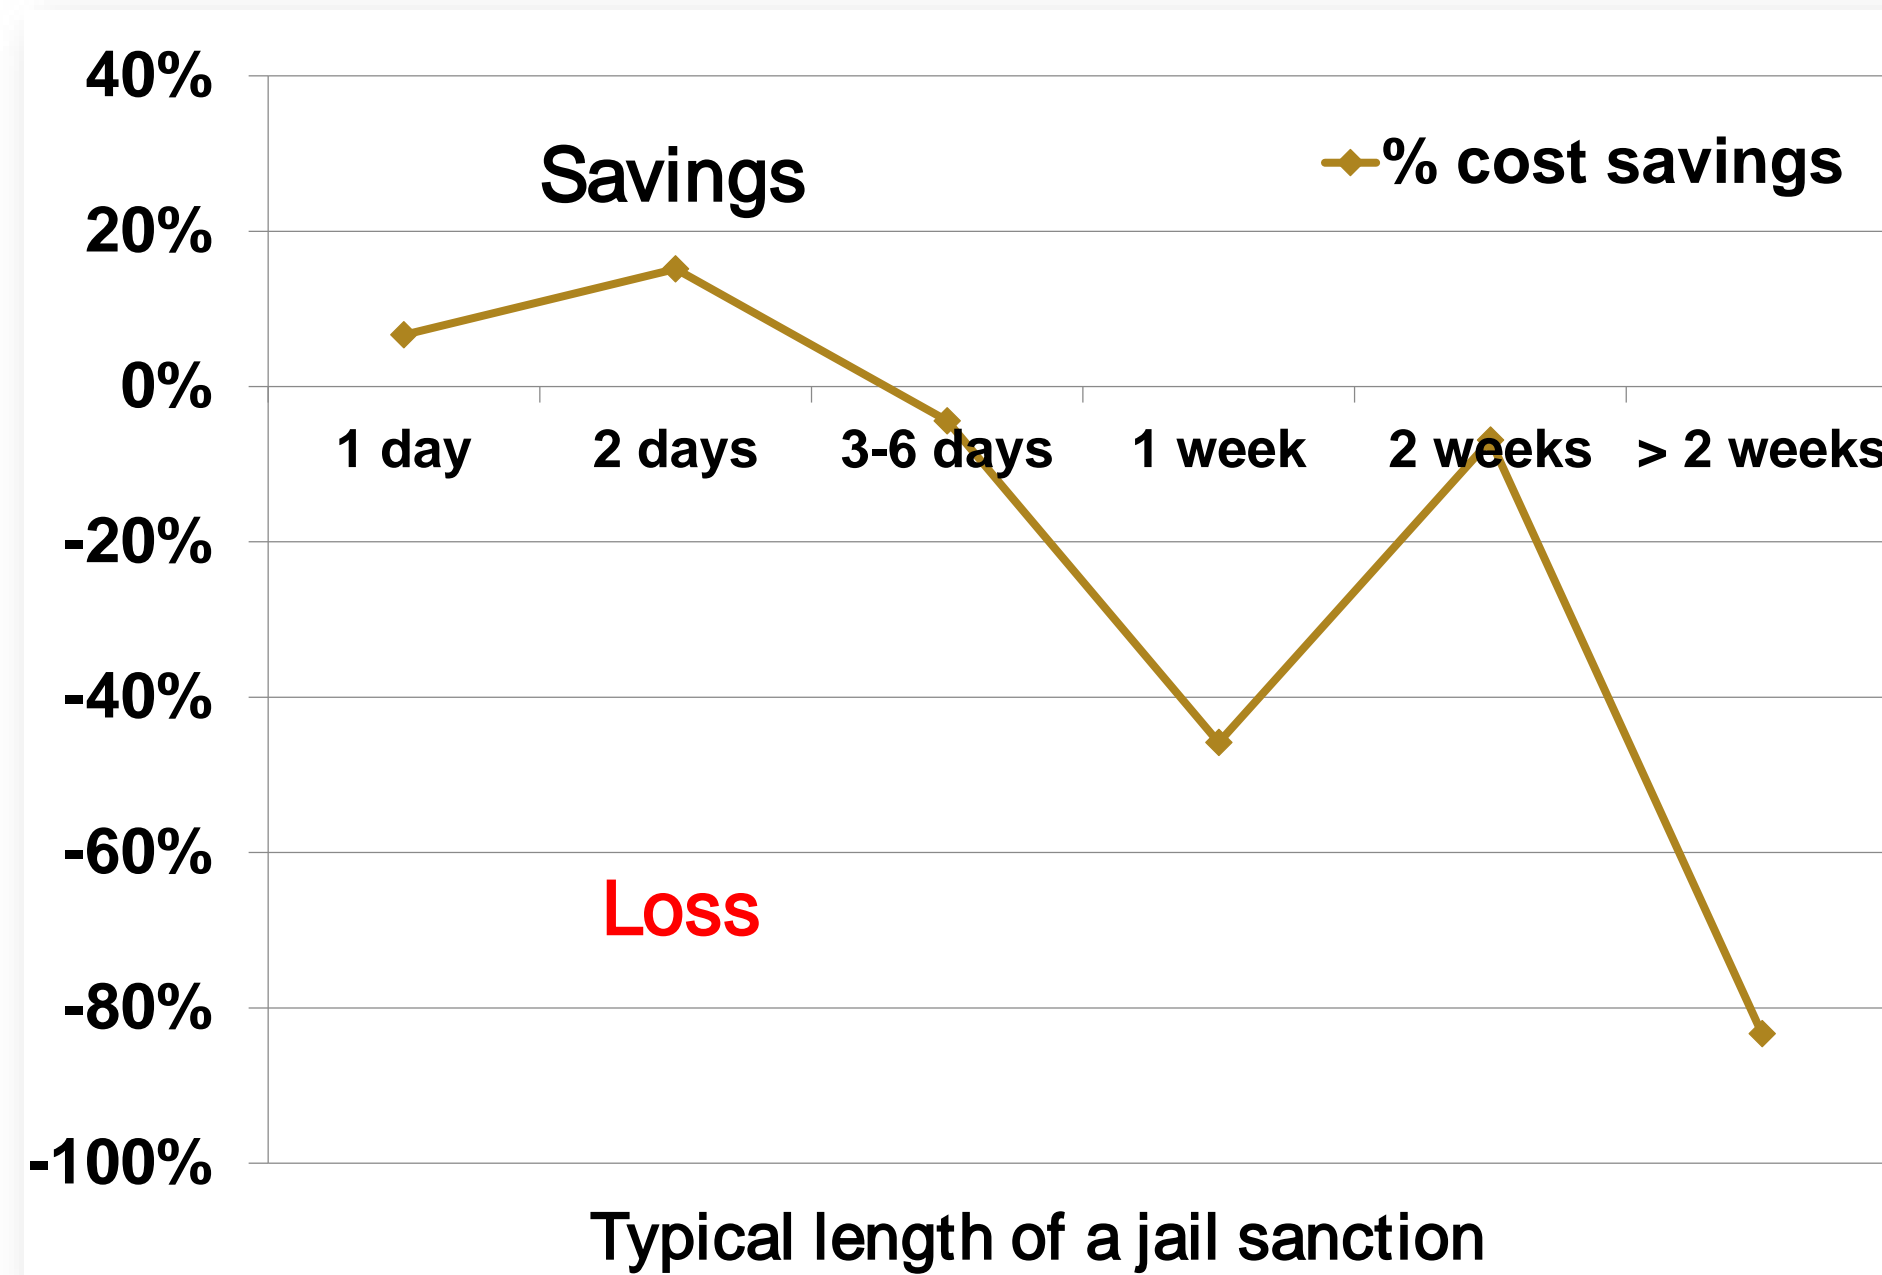 40%
Savings
% cost savings
20%
0%
1 day 2 days 3-6 days 1 week 2 weeks > 2 weeks
-20%
-40%
-60%
Loss
-80%
-100%
Typical length of a jail sanction